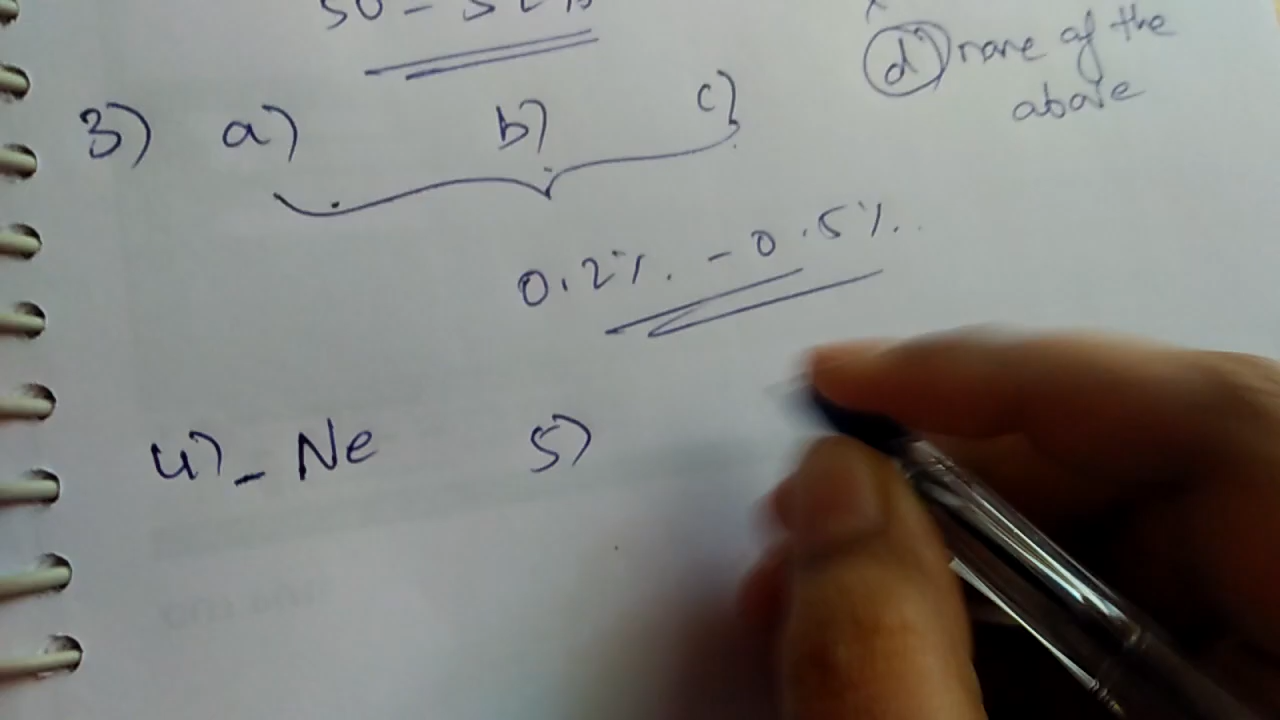 d) none of the
above
3) a) b) c)
0.2%. - 0.5%.
4) - Ne 5)